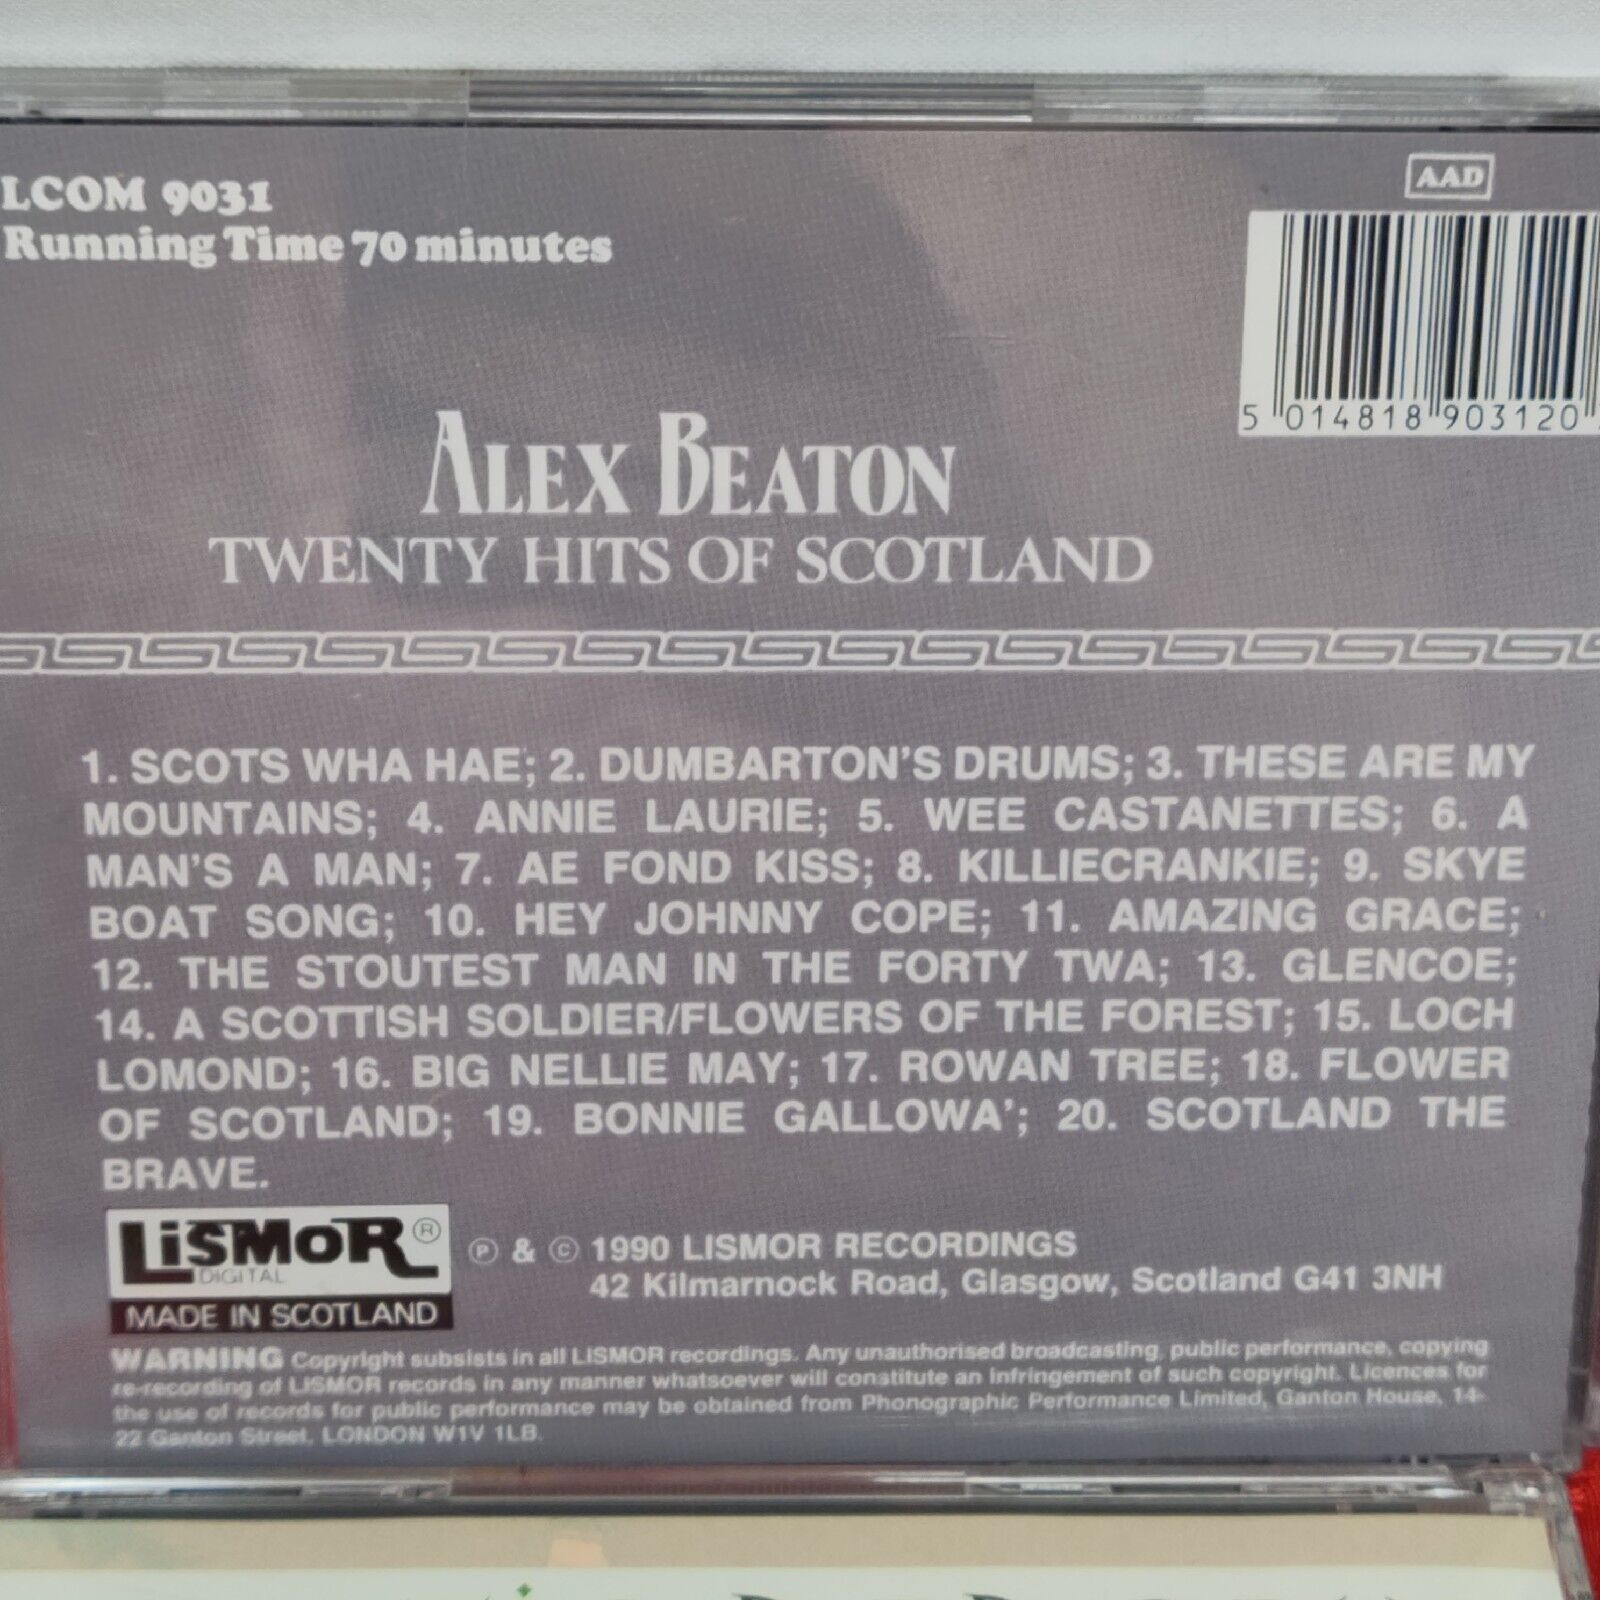 LCOM 9031
Running Time 70 minutes
AAD
5 014818 903120
ALEX BEATON
TWENTY HITS OF SCOTLAND
1. SCOTS WHA HAE; 2. DUMBARTON'S DRUMS; 3. THESE ARE MY
MOUNTAINS; 4. ANNIE LAURIE; 5. WEE CASTANETTES; 6. A
MAN'S A MAN; 7. AE FOND KISS; 8. KILLIECRANKIE; 9. SKYE
BOAT SONG; 10. HEY JOHNNY COPE; 11. AMAZING GRACE;
12. THE STOUTEST MAN IN THE FORTY TWA; 13. GLENCOE;
14. A SCOTTISH SOLDIER/FLOWERS OF THE FOREST; 15. LOCH
LOMOND; 16. BIG NELLIE MAY; 17. ROWAN TREE; 18. FLOWER
OF SCOTLAND; 19. BONNIE GALLOWA'; 20. SCOTLAND THE
BRAVE.
LiSMoR ®
DIGITAL
MADE IN SCOTLAND
Ⓟ & © 1990 LISMOR RECORDINGS
42 Kilmarnock Road, Glasgow, Scotland G41 3NH
WARNING Copyright subsists in all LISMOR recordings. Any unauthorised broadcasting, public performance, copying
re-recording of LISMOR records in any manner whatsoever will constitute an infringement of such copyright. Licences for
the use of records for public performance may be obtained from Phonographic Performance Limited, Ganton House, 14-
22 Ganton Street, LONDON W1V 1LB.